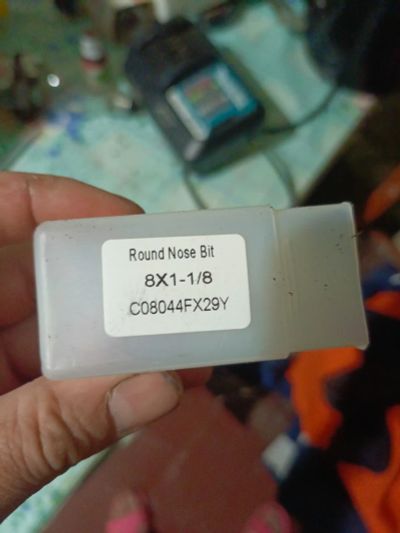 Round Nose Bit
8X1-1/8
C08044FX29Y